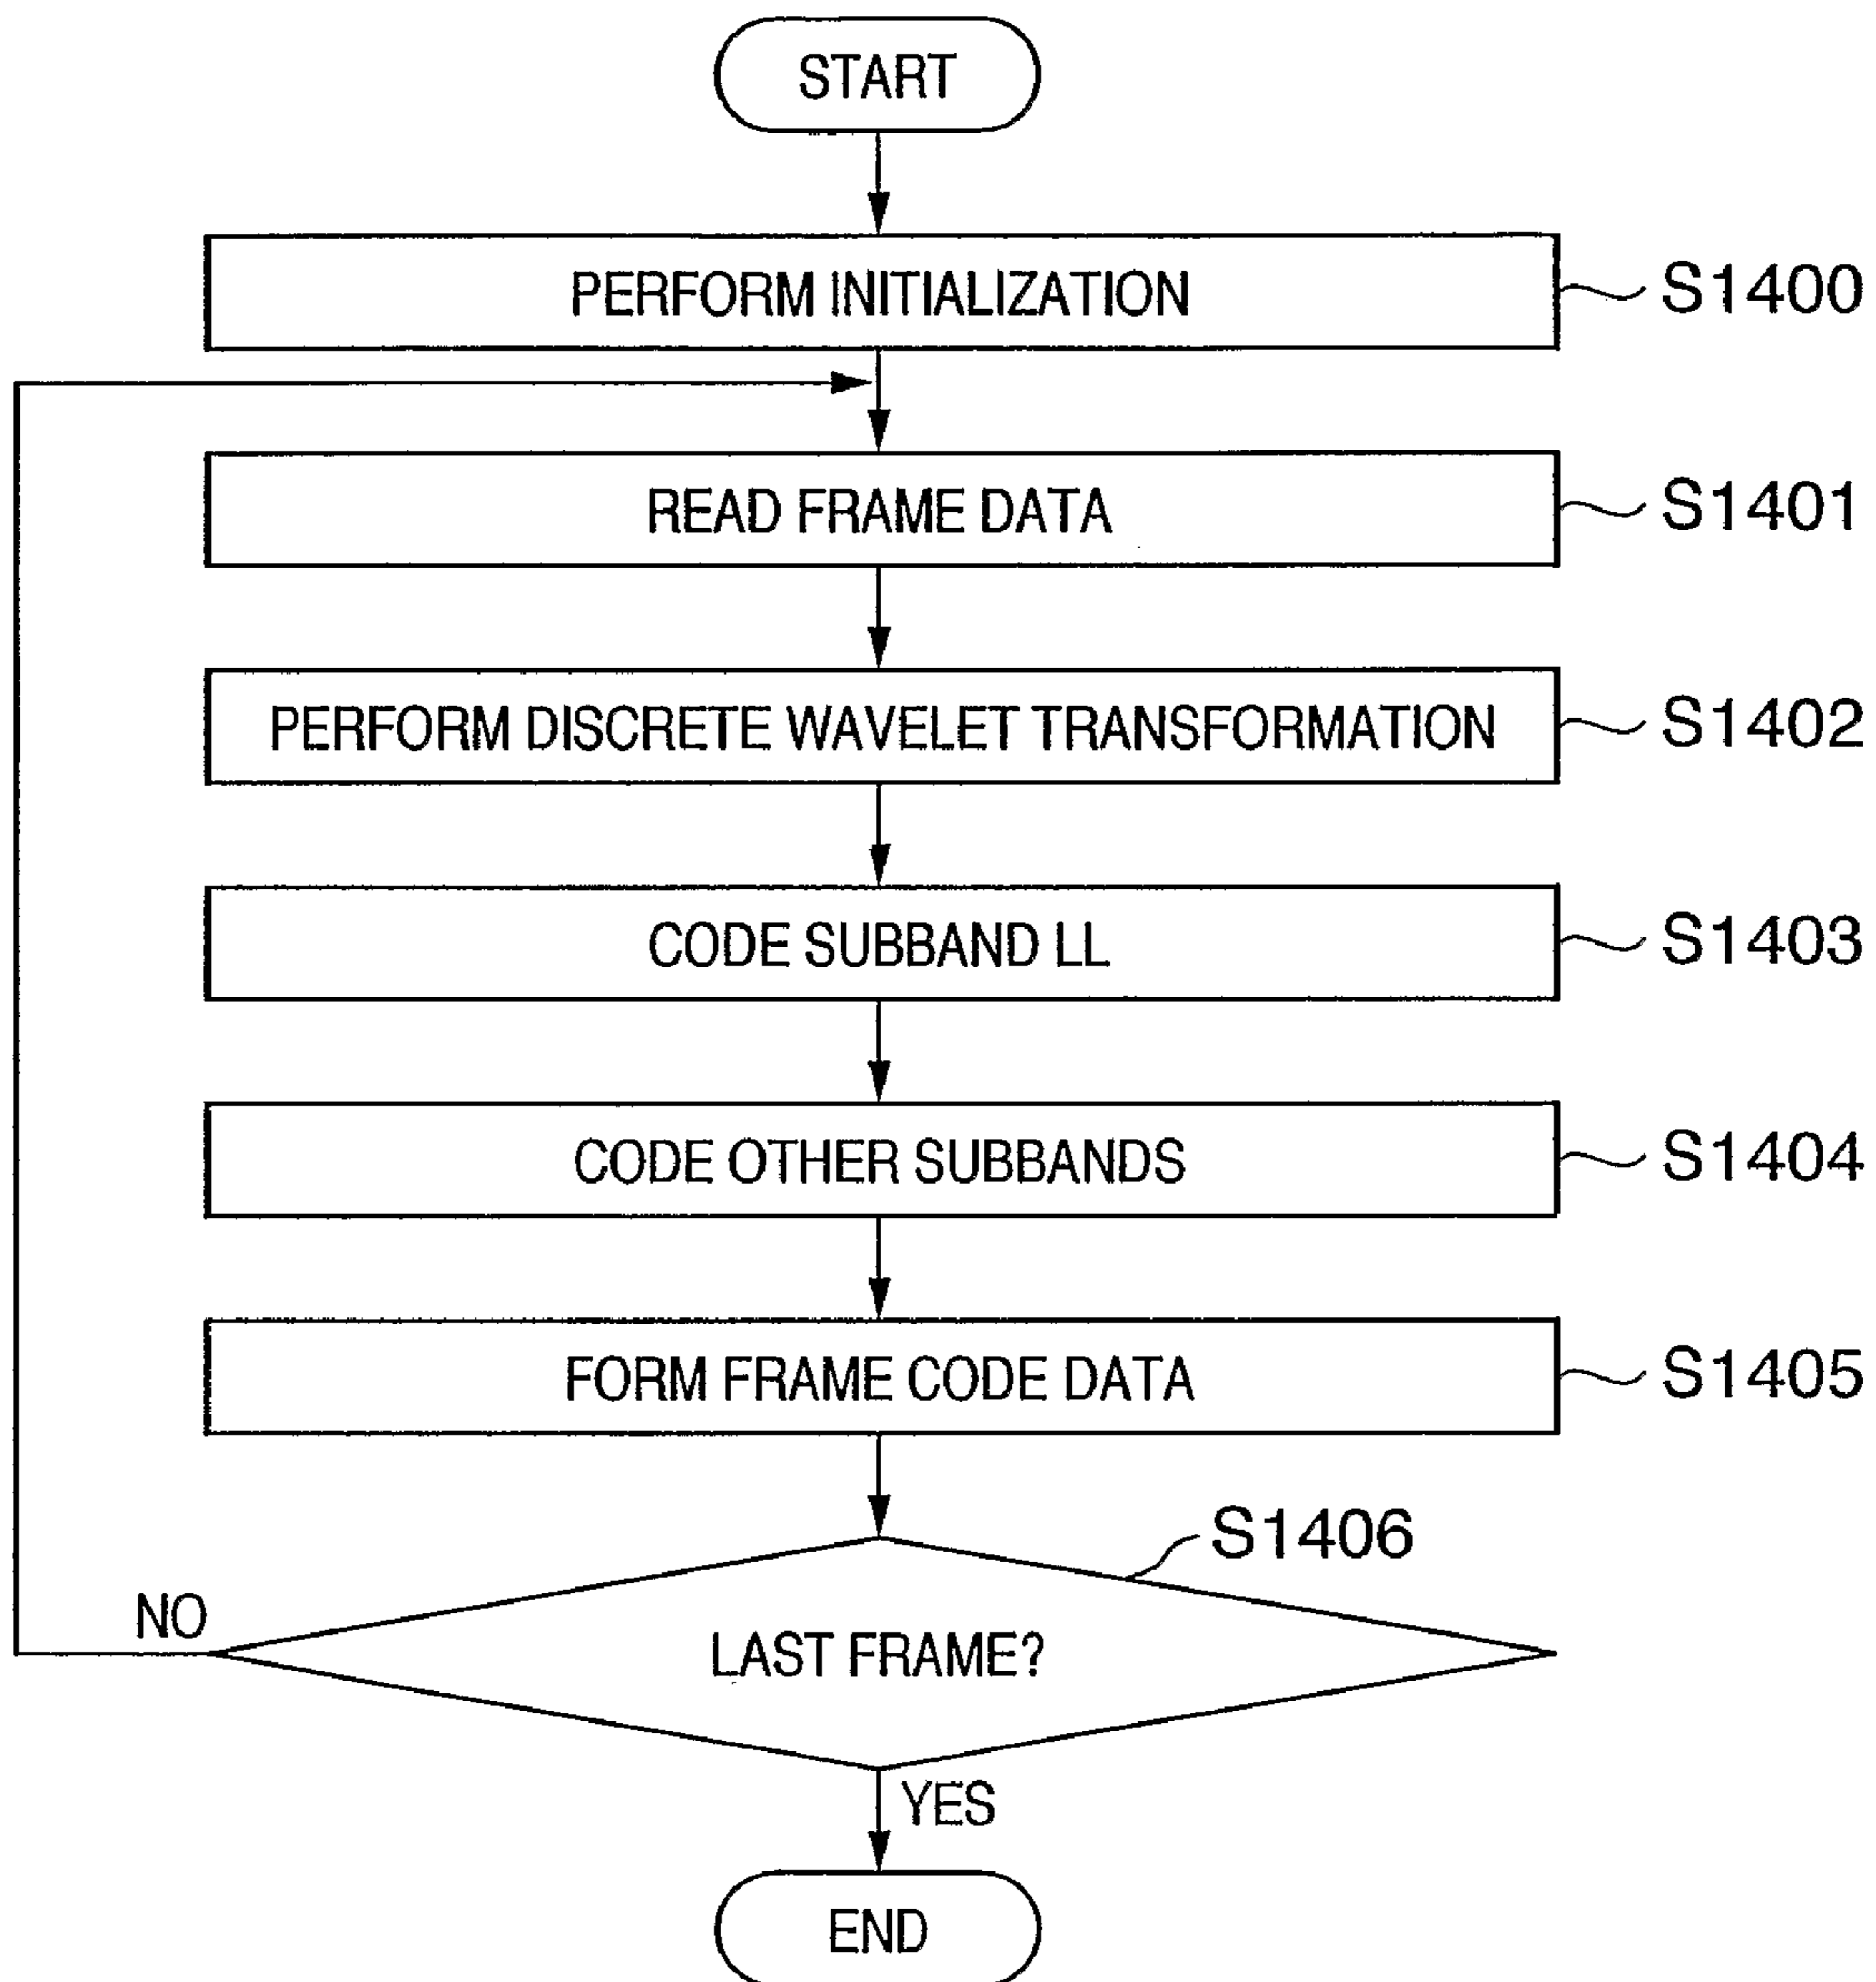 START
PERFORM INITIALIZATION
S1400
READ FRAME DATA
S1401
PERFORM DISCRETE WAVELET TRANSFORMATION
S1402
CODE SUBBAND LL
S1403
CODE OTHER SUBBANDS
S1404
FORM FRAME CODE DATA
S1405
S1406
NO
LAST FRAME?
YES
END